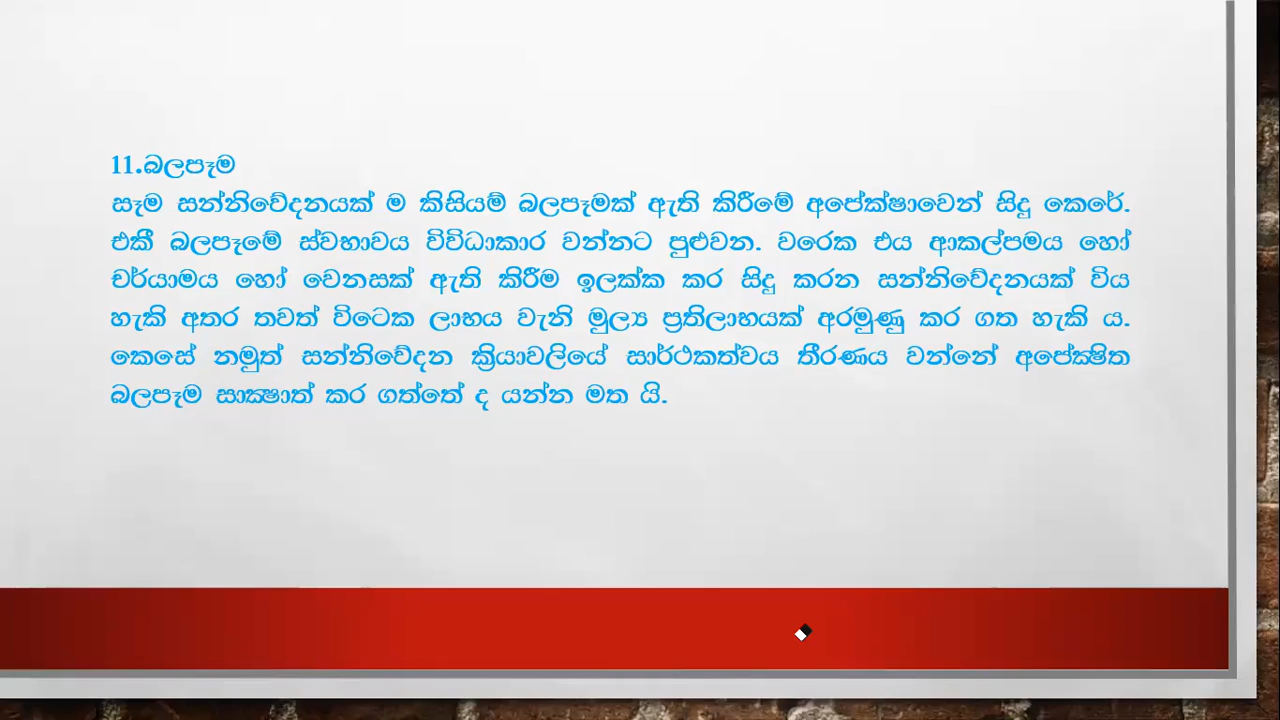 11.බලපෑම
සෑම සන්නිවේදනයක් ම කිසියම් බලපෑමක් ඇති කිරීමේ අපේක්ෂාවෙන් සිදු කෙරේ.
එකී බලපෑමේ ස්වභාවය විවිධාකාර වන්නට පුළුවන. වරෙක එය ආකල්පමය හෝ
චර්යාමය හෝ වෙනසක් ඇති කිරීම ඉලක්ක කර සිදු කරන සන්නිවේදනයක් විය
හැකි අතර තවත් විටෙක ලාභය වැනි මූල්‍ය ප්‍රතිලාභයක් අරමුණු කර ගත හැකි ය.
කෙසේ නමුත් සන්නිවේදන ක්‍රියාවලියේ සාර්ථකත්වය තීරණය වන්නේ අපේක්‍ෂිත
බලපෑම සාක්‍ෂාත් කර ගත්තේ ද යන්න මත යි.